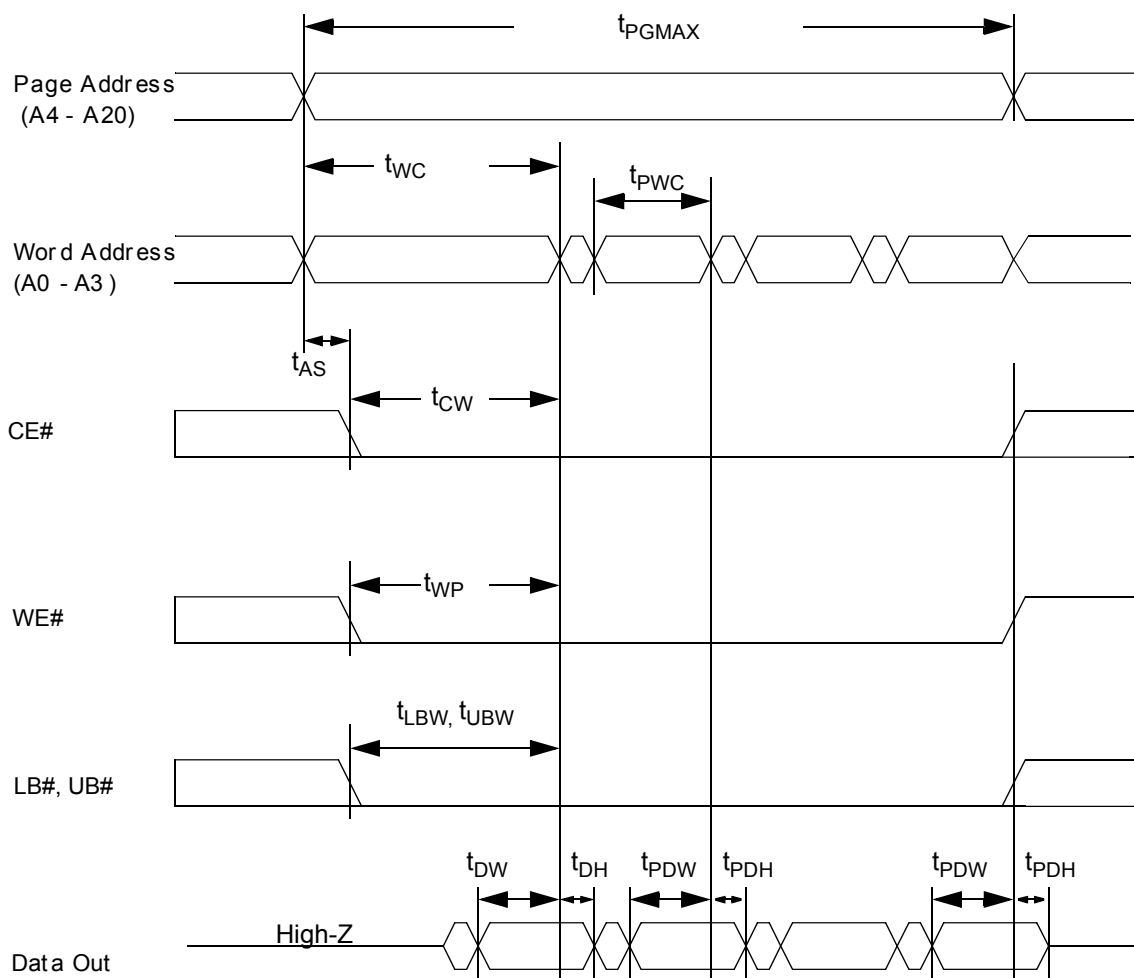 tPGMAX
Page Address
(A4 - A20)
tWC
tPWC
Word Address
(A0 - A3 )
tAS
tCW
CE#
tWP
WE#
tLBW, tUBW
LB#, UB#
tDW
tDH
tPDW
tPDH
tPDW
tPDH
High-Z
Data Out